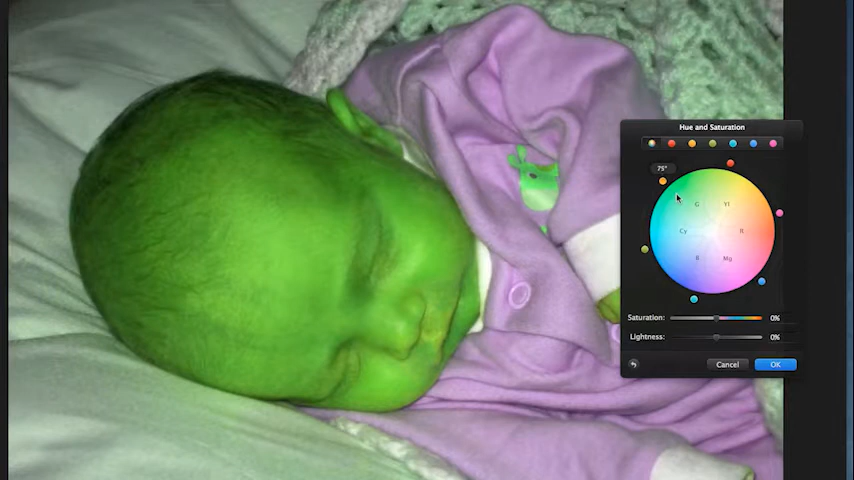 Hue and Saturation
75°
G
Yl
Cy
R
B
Mg
Saturation:
0%
Lightness:
0%
Cancel
OK